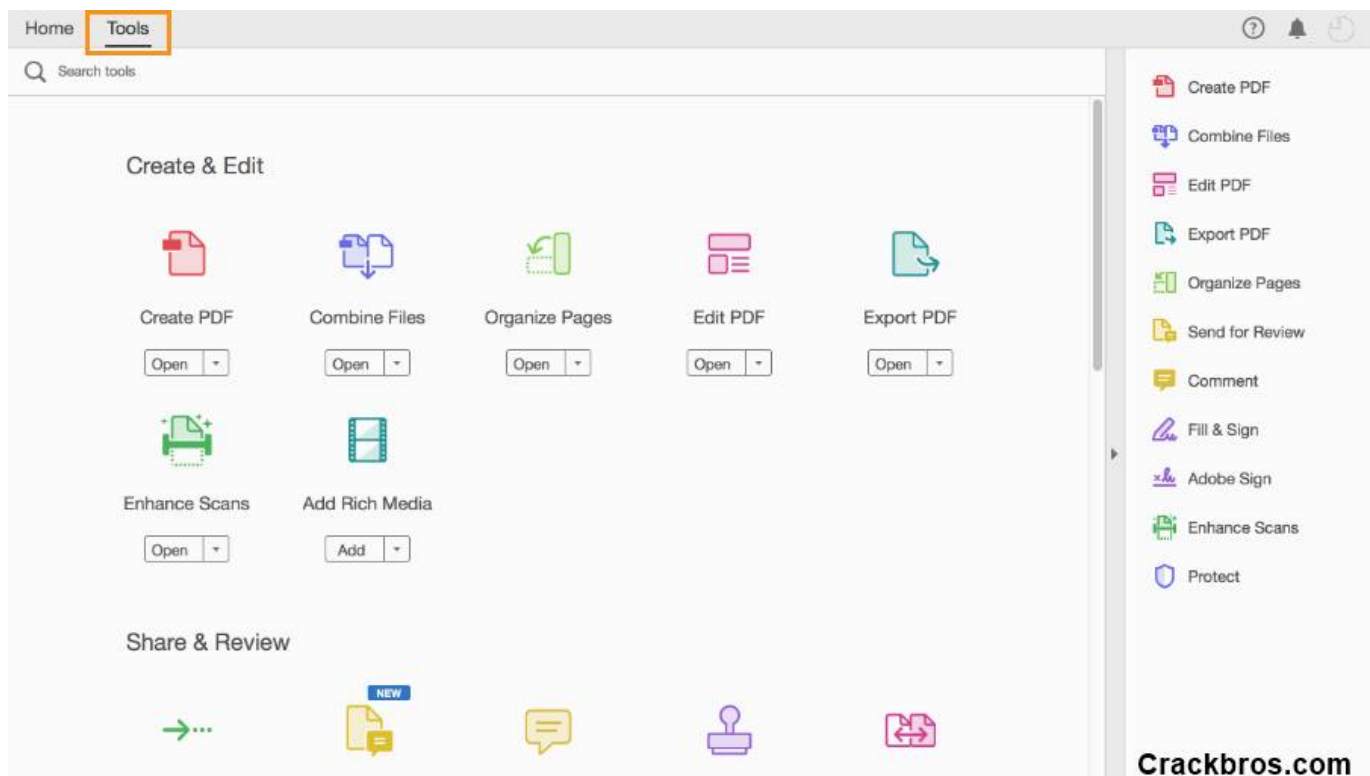 Home Tools
Search tools
Create & Edit
Create PDF Combine Files Organize Pages Edit PDF Export PDF
Open Open Open Open Open
Enhance Scans Add Rich Media
Open Add
Share & Review
NEW
Create PDF
Combine Files
Edit PDF
Export PDF
Organize Pages
Send for Review
Comment
Fill & Sign
Adobe Sign
Enhance Scans
Protect
Crackbros.com